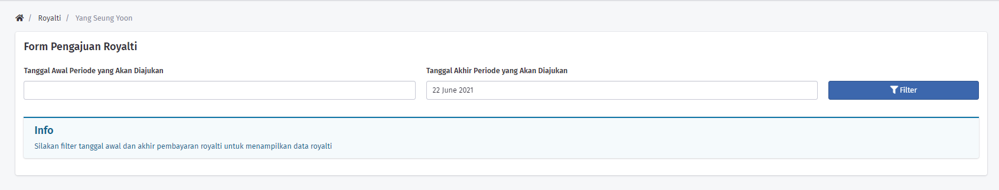 / Royalti / Yang Seung Yoon
Form Pengajuan Royalti
Tanggal Awal Periode yang Akan Diajukan
Tanggal Akhir Periode yang Akan Diajukan
22 June 2021
Filter
Info
Silakan filter tanggal awal dan akhir pembayaran royalti untuk menampilkan data royalti